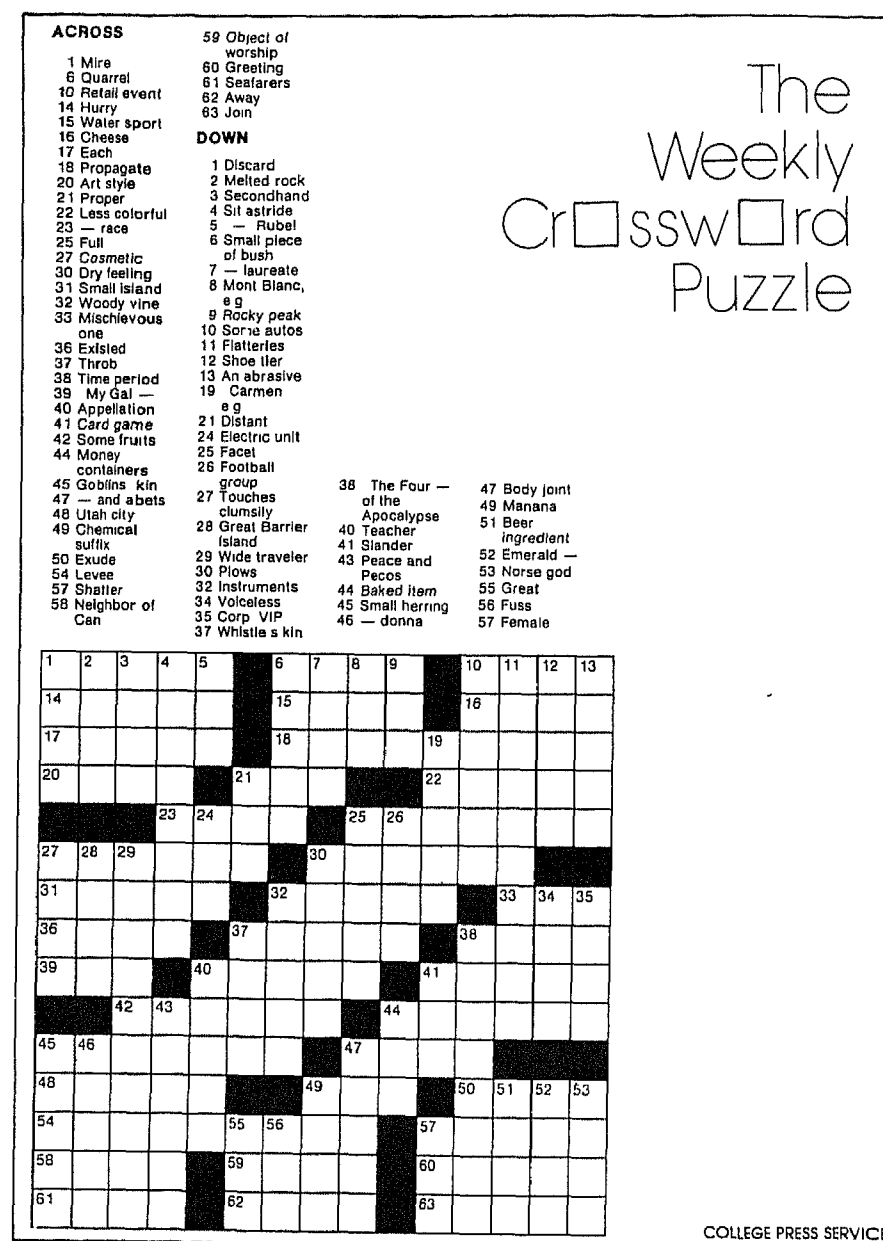 ACROSS
1 Mire
6 Quarrel
10 Retail event
14 Hurry
15 Water sport
16 Cheese
17 Each
18 Propagate
20 Art style
21 Proper
22 Less colorful
23 — race
25 Full
27 Cosmetic
30 Dry feeling
31 Small island
32 Woody vine
33 Mischievous
one
36 Existed
37 Throb
38 Time period
39 My Gal —
40 Appellation
41 Card game
42 Some fruits
44 Money
containers
45 Goblins kin
47 — and abets
48 Utah city
49 Chemical
suffix
50 Exude
54 Levee
57 Shatter
58 Neighbor of
Can
59 Object of
worship
60 Greeting
61 Seafarers
62 Away
63 Join
DOWN
1 Discard
2 Melted rock
3 Secondhand
4 Sit astride
5 — Rubel
6 Small piece
of bush
7 — laureate
8 Mont Blanc,
e g
9 Rocky peak
10 Some autos
11 Flatteries
12 Shoe tier
13 An abrasive
19 Carmen
e g
21 Distant
24 Electric unit
25 Facet
26 Football
group
27 Touches
clumsily
28 Great Barrier
Island
29 Wide traveler
30 Plows
32 Instruments
34 Voiceless
35 Corp VIP
37 Whistle s kin
38 The Four —
of the
Apocalypse
40 Teacher
41 Slander
43 Peace and
Pecos
44 Baked item
45 Small herring
46 — donna
47 Body joint
49 Manana
51 Beer
ingredient
52 Emerald —
53 Norse god
55 Great
56 Fuss
57 Female
The
Weekly
Crossword
Puzzle
1 2 3 4 5 6 7 8 9 10 11 12 13
14 15 16
17 18 19
20 21 22
23 24 25 26
27 28 29 30
31 32 33 34 35
36 37 38
39 40 41
42 43 44
45 46 47
48 49 50 51 52 53
54 55 56 57
58 59 60
61 62 63
COLLEGE PRESS SERVICE